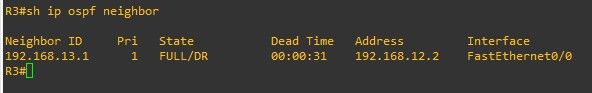 R3#sh ip ospf neighbor
Neighbor ID     Pri   State           Dead Time   Address         Interface
192.168.13.1      1   FULL/DR         00:00:31    192.168.12.2    FastEthernet0/0
R3#